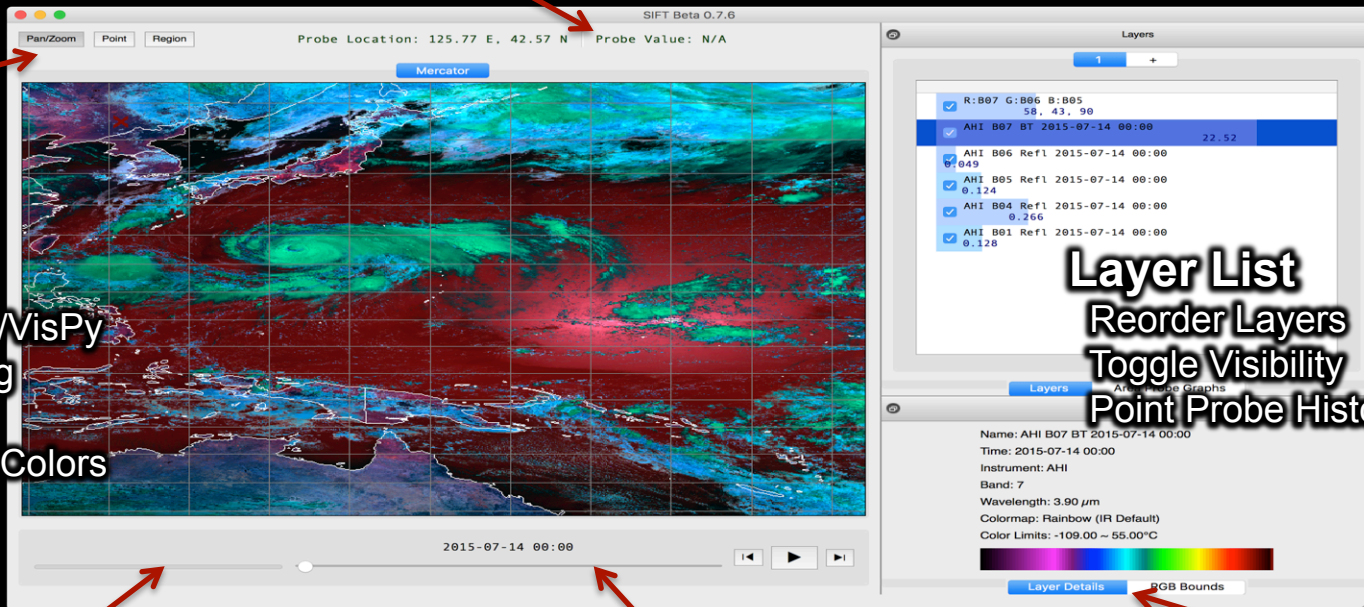 SIFT Beta 0.7.6
Pan/Zoom Point Region
Probe Location: 125.77 E, 42.57 N Probe Value: N/A
Mercator
Layers
1 +
R:B07 G:B06 B:B05
58, 43, 90
AHI B07 BT 2015-07-14 00:00
22.52
AHI B06 Refl 2015-07-14 00:00
0.049
AHI B05 Refl 2015-07-14 00:00
0.124
AHI B04 Refl 2015-07-14 00:00
0.266
AHI B01 Refl 2015-07-14 00:00
0.128
Layer List
Reorder Layers
Toggle Visibility
Point Probe Histo
/VisPy
g
Colors
Layers Area Probe Graphs
Name: AHI B07 BT 2015-07-14 00:00
Time: 2015-07-14 00:00
Instrument: AHI
Band: 7
Wavelength: 3.90 μm
Colormap: Rainbow (IR Default)
Color Limits: -109.00 ~ 55.00°C
Layer Details RGB Bounds
2015-07-14 00:00